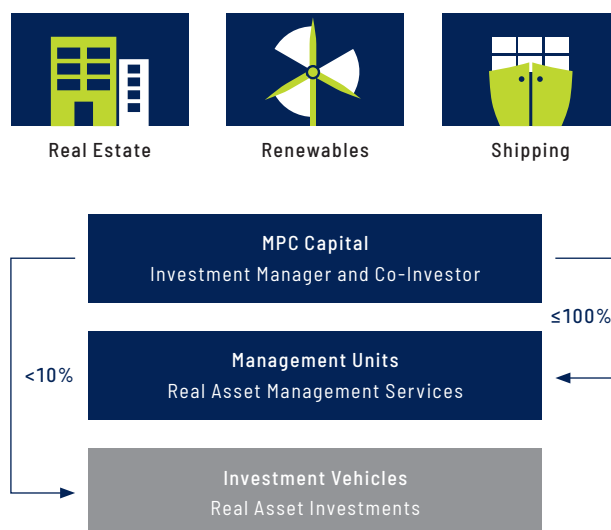 Real Estate
Renewables
Shipping
MPC Capital
Investment Manager and Co-Investor
≤100%
Management Units
Real Asset Management Services
<10%
Investment Vehicles
Real Asset Investments